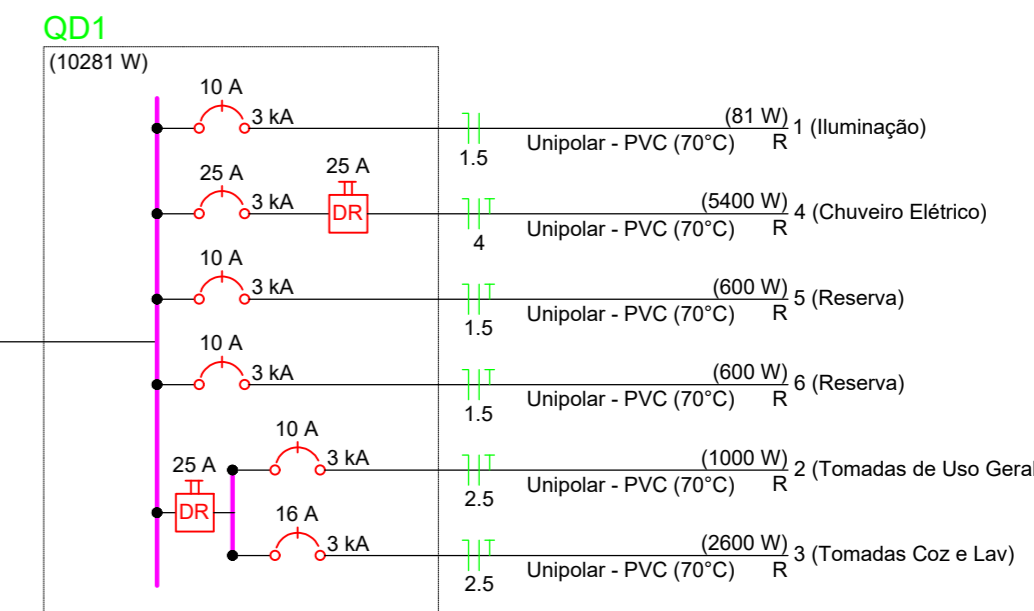 QD1
(10281 W)
10 A
3 kA
1.5
Unipolar - PVC (70°C)
(81 W)
R
1 (Iluminação)
25 A
3 kA
25 A
DR
4
Unipolar - PVC (70°C)
(5400 W)
R
4 (Chuveiro Elétrico)
10 A
3 kA
1.5
Unipolar - PVC (70°C)
(600 W)
R
5 (Reserva)
10 A
3 kA
1.5
Unipolar - PVC (70°C)
(600 W)
R
6 (Reserva)
25 A
DR
10 A
3 kA
2.5
Unipolar - PVC (70°C)
(1000 W)
R
2 (Tomadas de Uso Geral
16 A
3 kA
2.5
Unipolar - PVC (70°C)
(2600 W)
R
3 (Tomadas Coz e Lav)